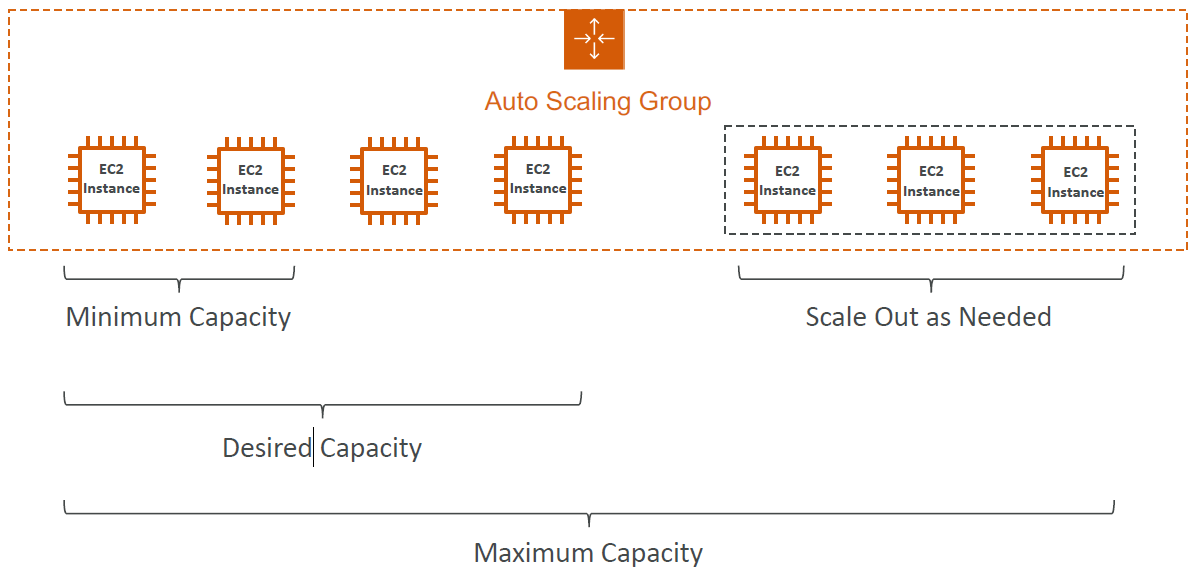 Auto Scaling Group
EC2
Instance
EC2
Instance
EC2
Instance
EC2
Instance
EC2
Instance
EC2
Instance
EC2
Instance
Minimum Capacity
Scale Out as Needed
Desired Capacity
Maximum Capacity